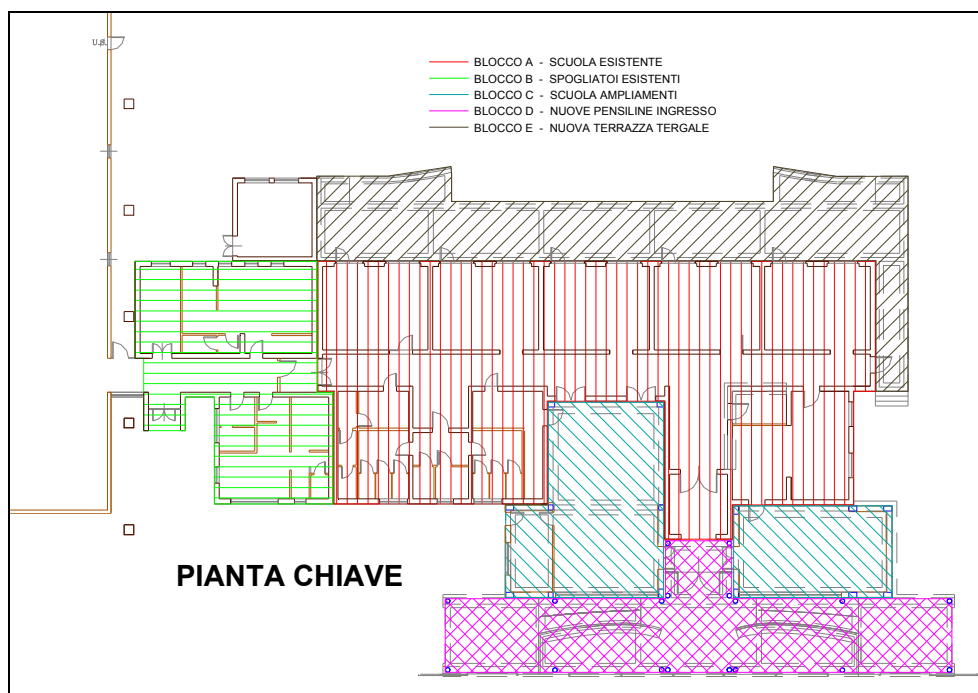 U.S.
BLOCCO A - SCUOLA ESISTENTE
BLOCCO B - SPOGLIATOI ESISTENTI
BLOCCO C - SCUOLA AMPLIAMENTI
BLOCCO D - NUOVE PENSILINE INGRESSO
BLOCCO E - NUOVA TERRAZZA TERGALE
PIANTA CHIAVE